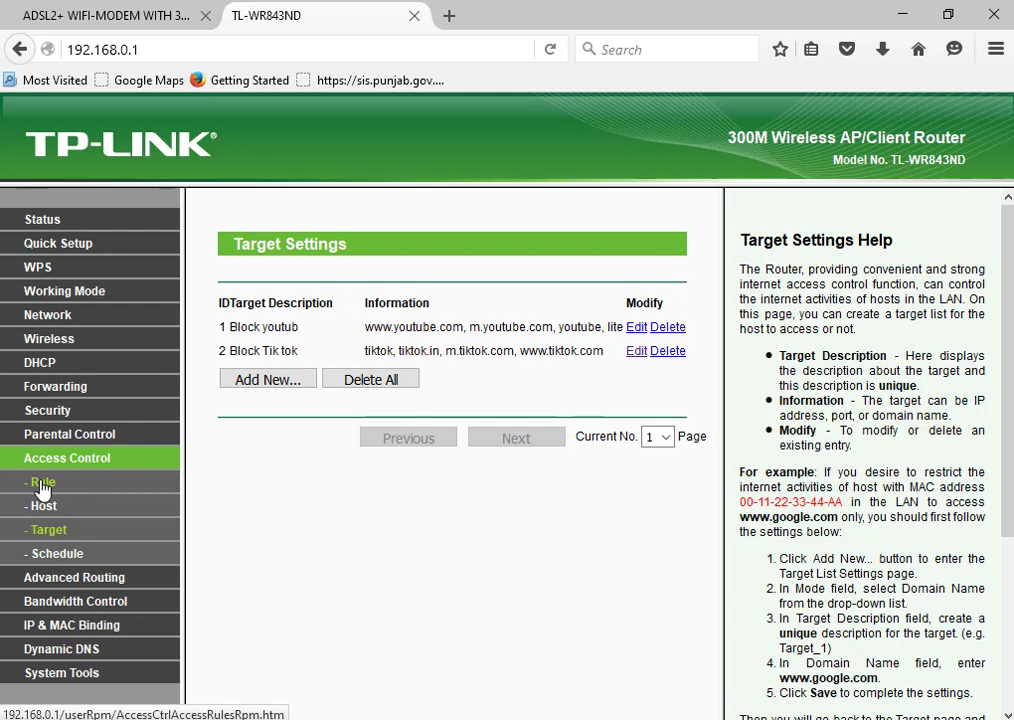 ADSL2+ WIFI-MODEM WITH 3...
TL-WR843ND
192.168.0.1
Search
Most Visited
Google Maps
Getting Started
https://sis.punjab.gov....
TP-LINK®
300M Wireless AP/Client Router
Model No. TL-WR843ND
Status
Quick Setup
WPS
Working Mode
Network
Wireless
DHCP
Forwarding
Security
Parental Control
Access Control
- Rule
- Host
- Target
- Schedule
Advanced Routing
Bandwidth Control
IP & MAC Binding
Dynamic DNS
System Tools
Target Settings
ID Target Description Information Modify
1 Block youtub www.youtube.com, m.youtube.com, youtube, lite Edit Delete
2 Block Tik tok tiktok, tiktok.in, m.tiktok.com, www.tiktok.com Edit Delete
Add New... Delete All
Previous Next Current No. 1 Page
Target Settings Help
The Router, providing convenient and strong
internet access control function, can control
the internet activities of hosts in the LAN. On
this page, you can create a target list for the
host to access or not.
● Target Description - Here displays
the description about the target and
this description is unique.
● Information - The target can be IP
address, port, or domain name.
● Modify - To modify or delete an
existing entry.
For example: If you desire to restrict the
internet activities of host with MAC address
00-11-22-33-44-AA in the LAN to access
www.google.com only, you should first follow
the settings below:
1. Click Add New... button to enter the
Target List Settings page.
2. In Mode field, select Domain Name
from the drop-down list.
3. In Target Description field, create a
unique description for the target. (e.g.
Target_1)
4. In Domain Name field, enter
www.google.com.
5. Click Save to complete the settings.
Then you will go back to the Target page and
192.168.0.1/userRpm/AccessCtrlAccessRulesRpm.htm